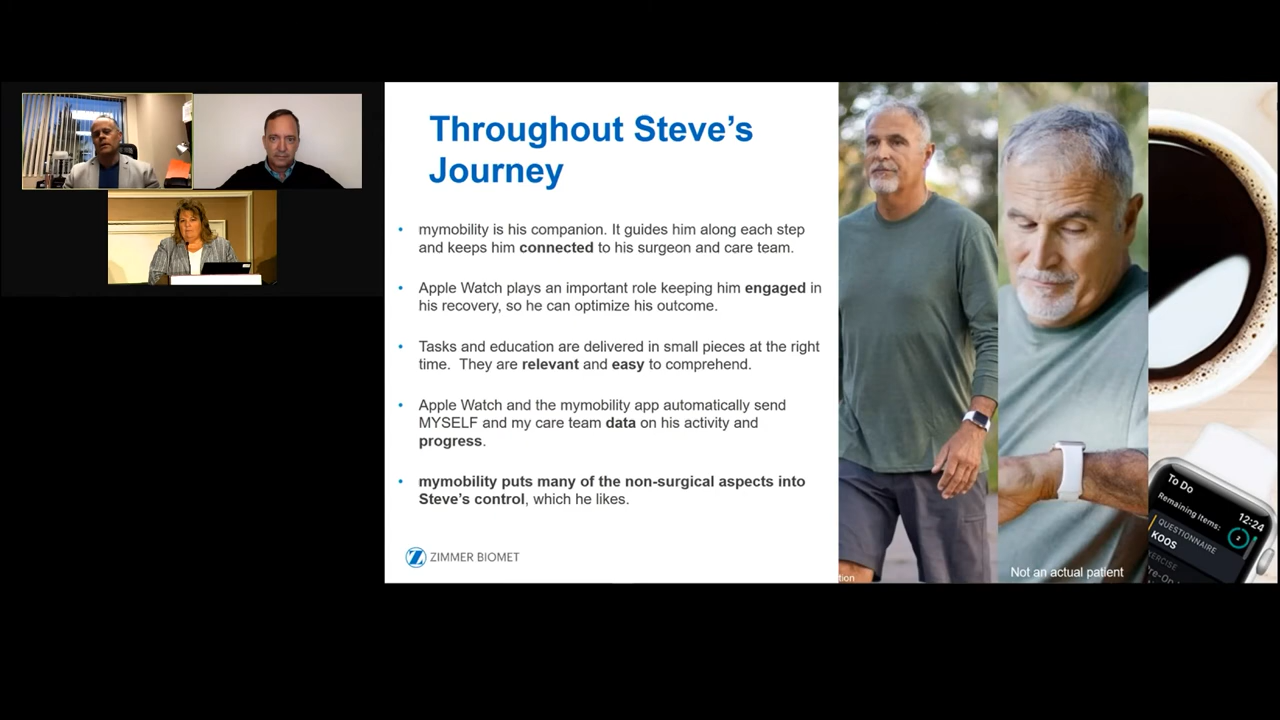 Throughout Steve's
Journey
• mymobility is his companion. It guides him along each step
and keeps him connected to his surgeon and care team.
• Apple Watch plays an important role keeping him engaged in
his recovery, so he can optimize his outcome.
• Tasks and education are delivered in small pieces at the right
time.  They are relevant and easy to comprehend.
• Apple Watch and the mymobility app automatically send
MYSELF and my care team data on his activity and
progress.
• mymobility puts many of the non-surgical aspects into
Steve's control, which he likes.
Z ZIMMER BIOMET
tion
Not an actual patient
To Do
12:24
Remaining Items:
2
QUESTIONNAIRE
KOOS